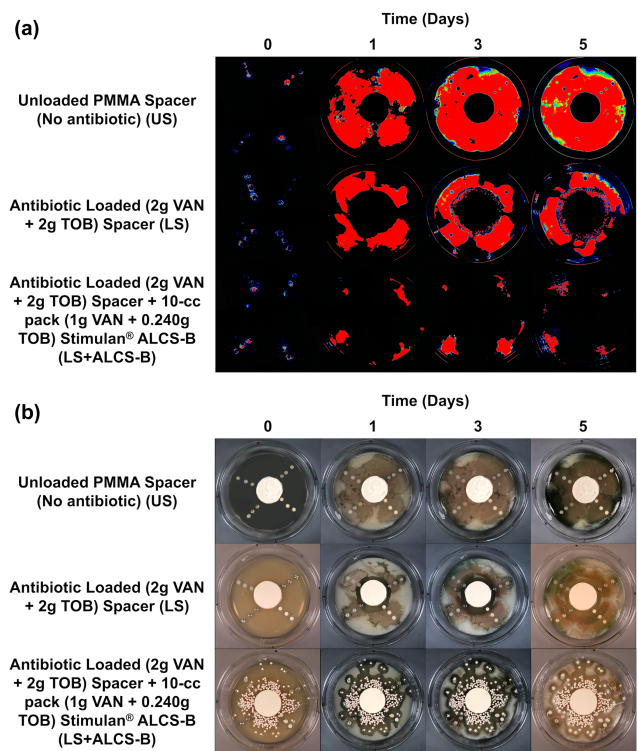 (a)
Time (Days)
0 1 3 5
Unloaded PMMA Spacer
(No antibiotic) (US)
Antibiotic Loaded (2g VAN
+ 2g TOB) Spacer (LS)
Antibiotic Loaded (2g VAN
+ 2g TOB) Spacer + 10-cc
pack (1g VAN + 0.240g
TOB) Stimulan® ALCS-B
(LS+ALCS-B)
(b)
Time (Days)
0 1 3 5
Unloaded PMMA Spacer
(No antibiotic) (US)
Antibiotic Loaded (2g VAN
+ 2g TOB) Spacer (LS)
Antibiotic Loaded (2g VAN
+ 2g TOB) Spacer + 10-cc
pack (1g VAN + 0.240g
TOB) Stimulan® ALCS-B
(LS+ALCS-B)